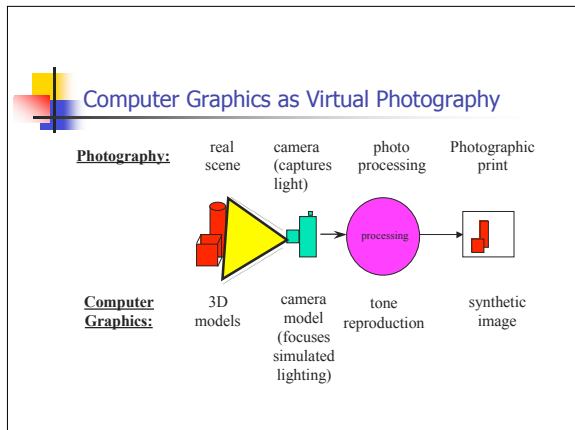 Computer Graphics as Virtual Photography
Photography:
real
scene
camera
(captures
light)
photo
processing
Photographic
print
processing
Computer
Graphics:
3D
models
camera
model
(focuses
simulated
lighting)
tone
reproduction
synthetic
image